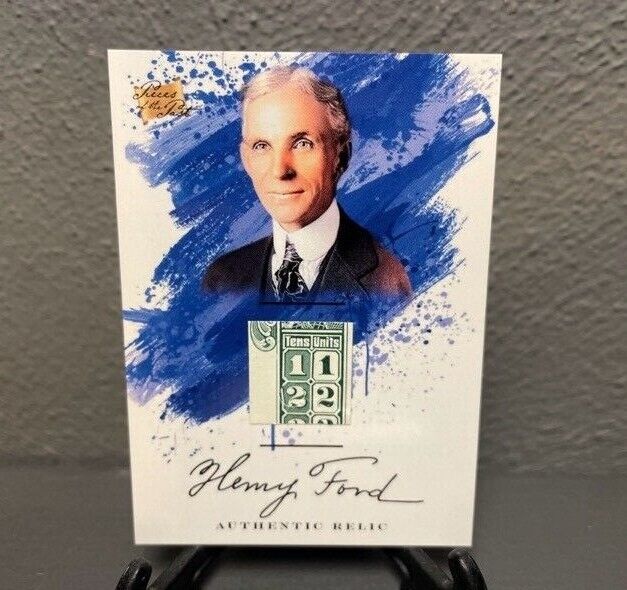 Pieces
of the Past
Tens Units
1 1
2 2
Henry Ford
AUTHENTIC RELIC